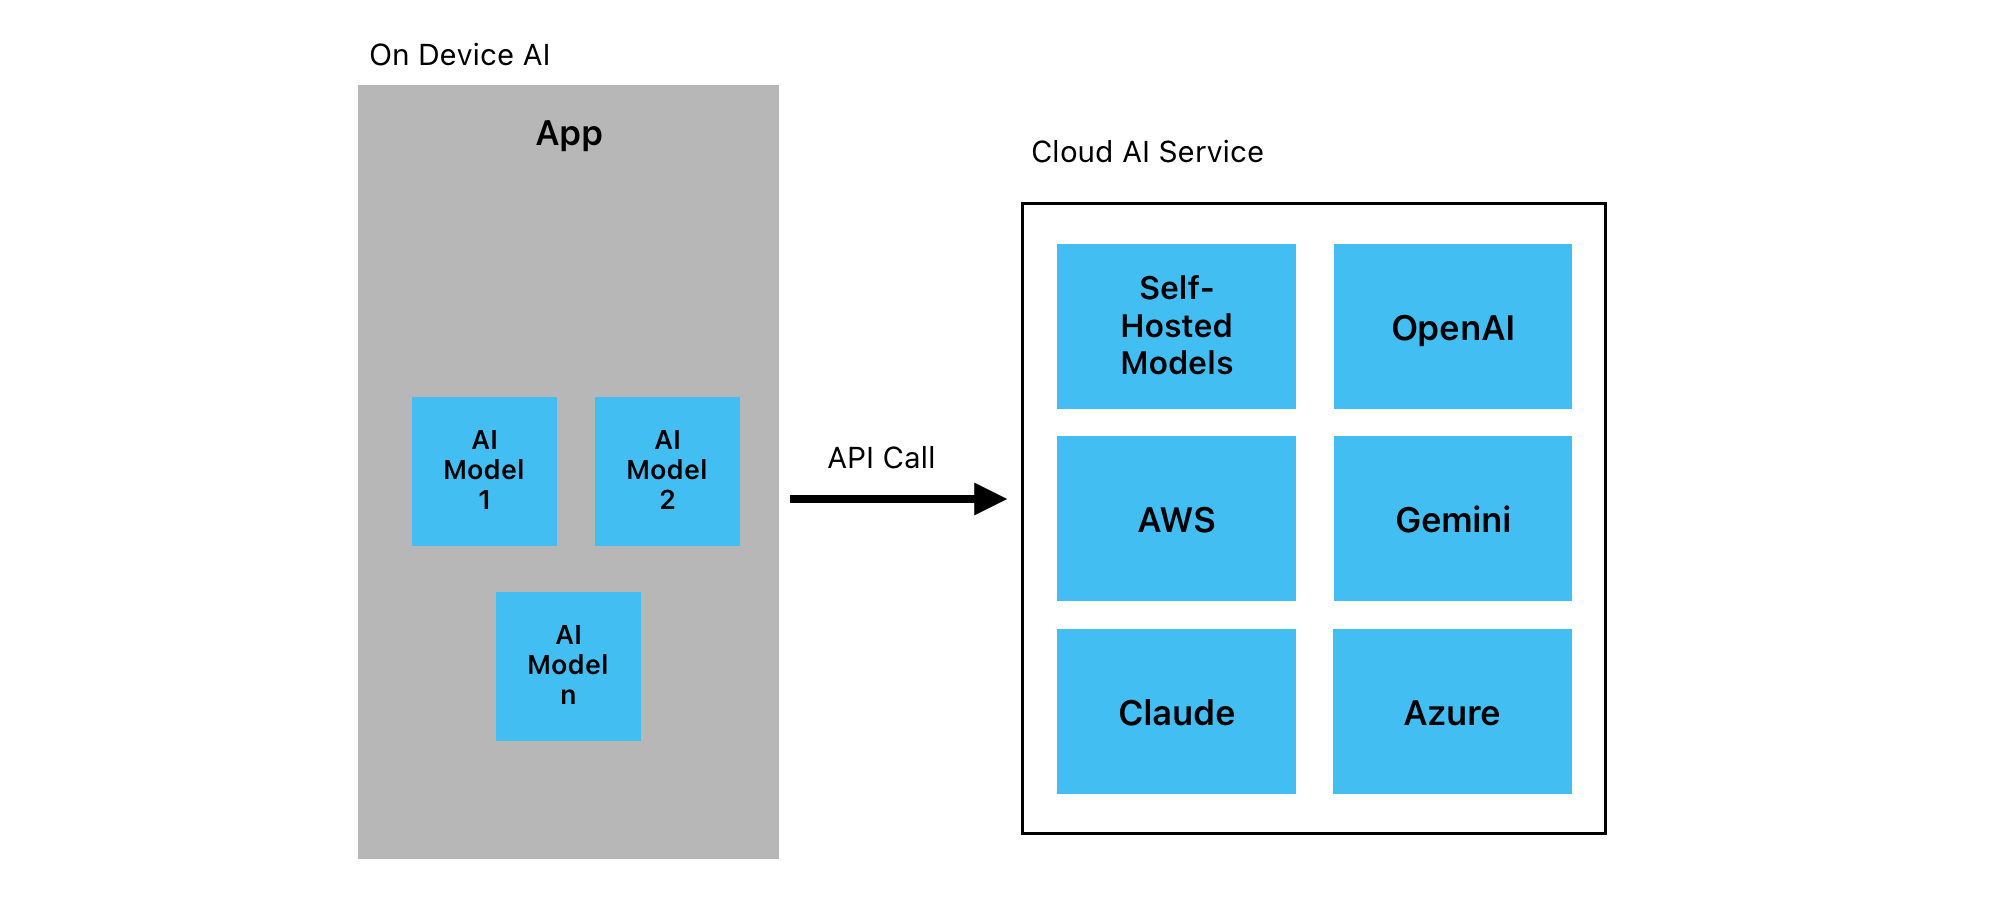 On Device AI
App
AI
Model
1
AI
Model
2
AI
Model
n
API Call
Cloud AI Service
Self-
Hosted
Models
OpenAI
AWS
Gemini
Claude
Azure